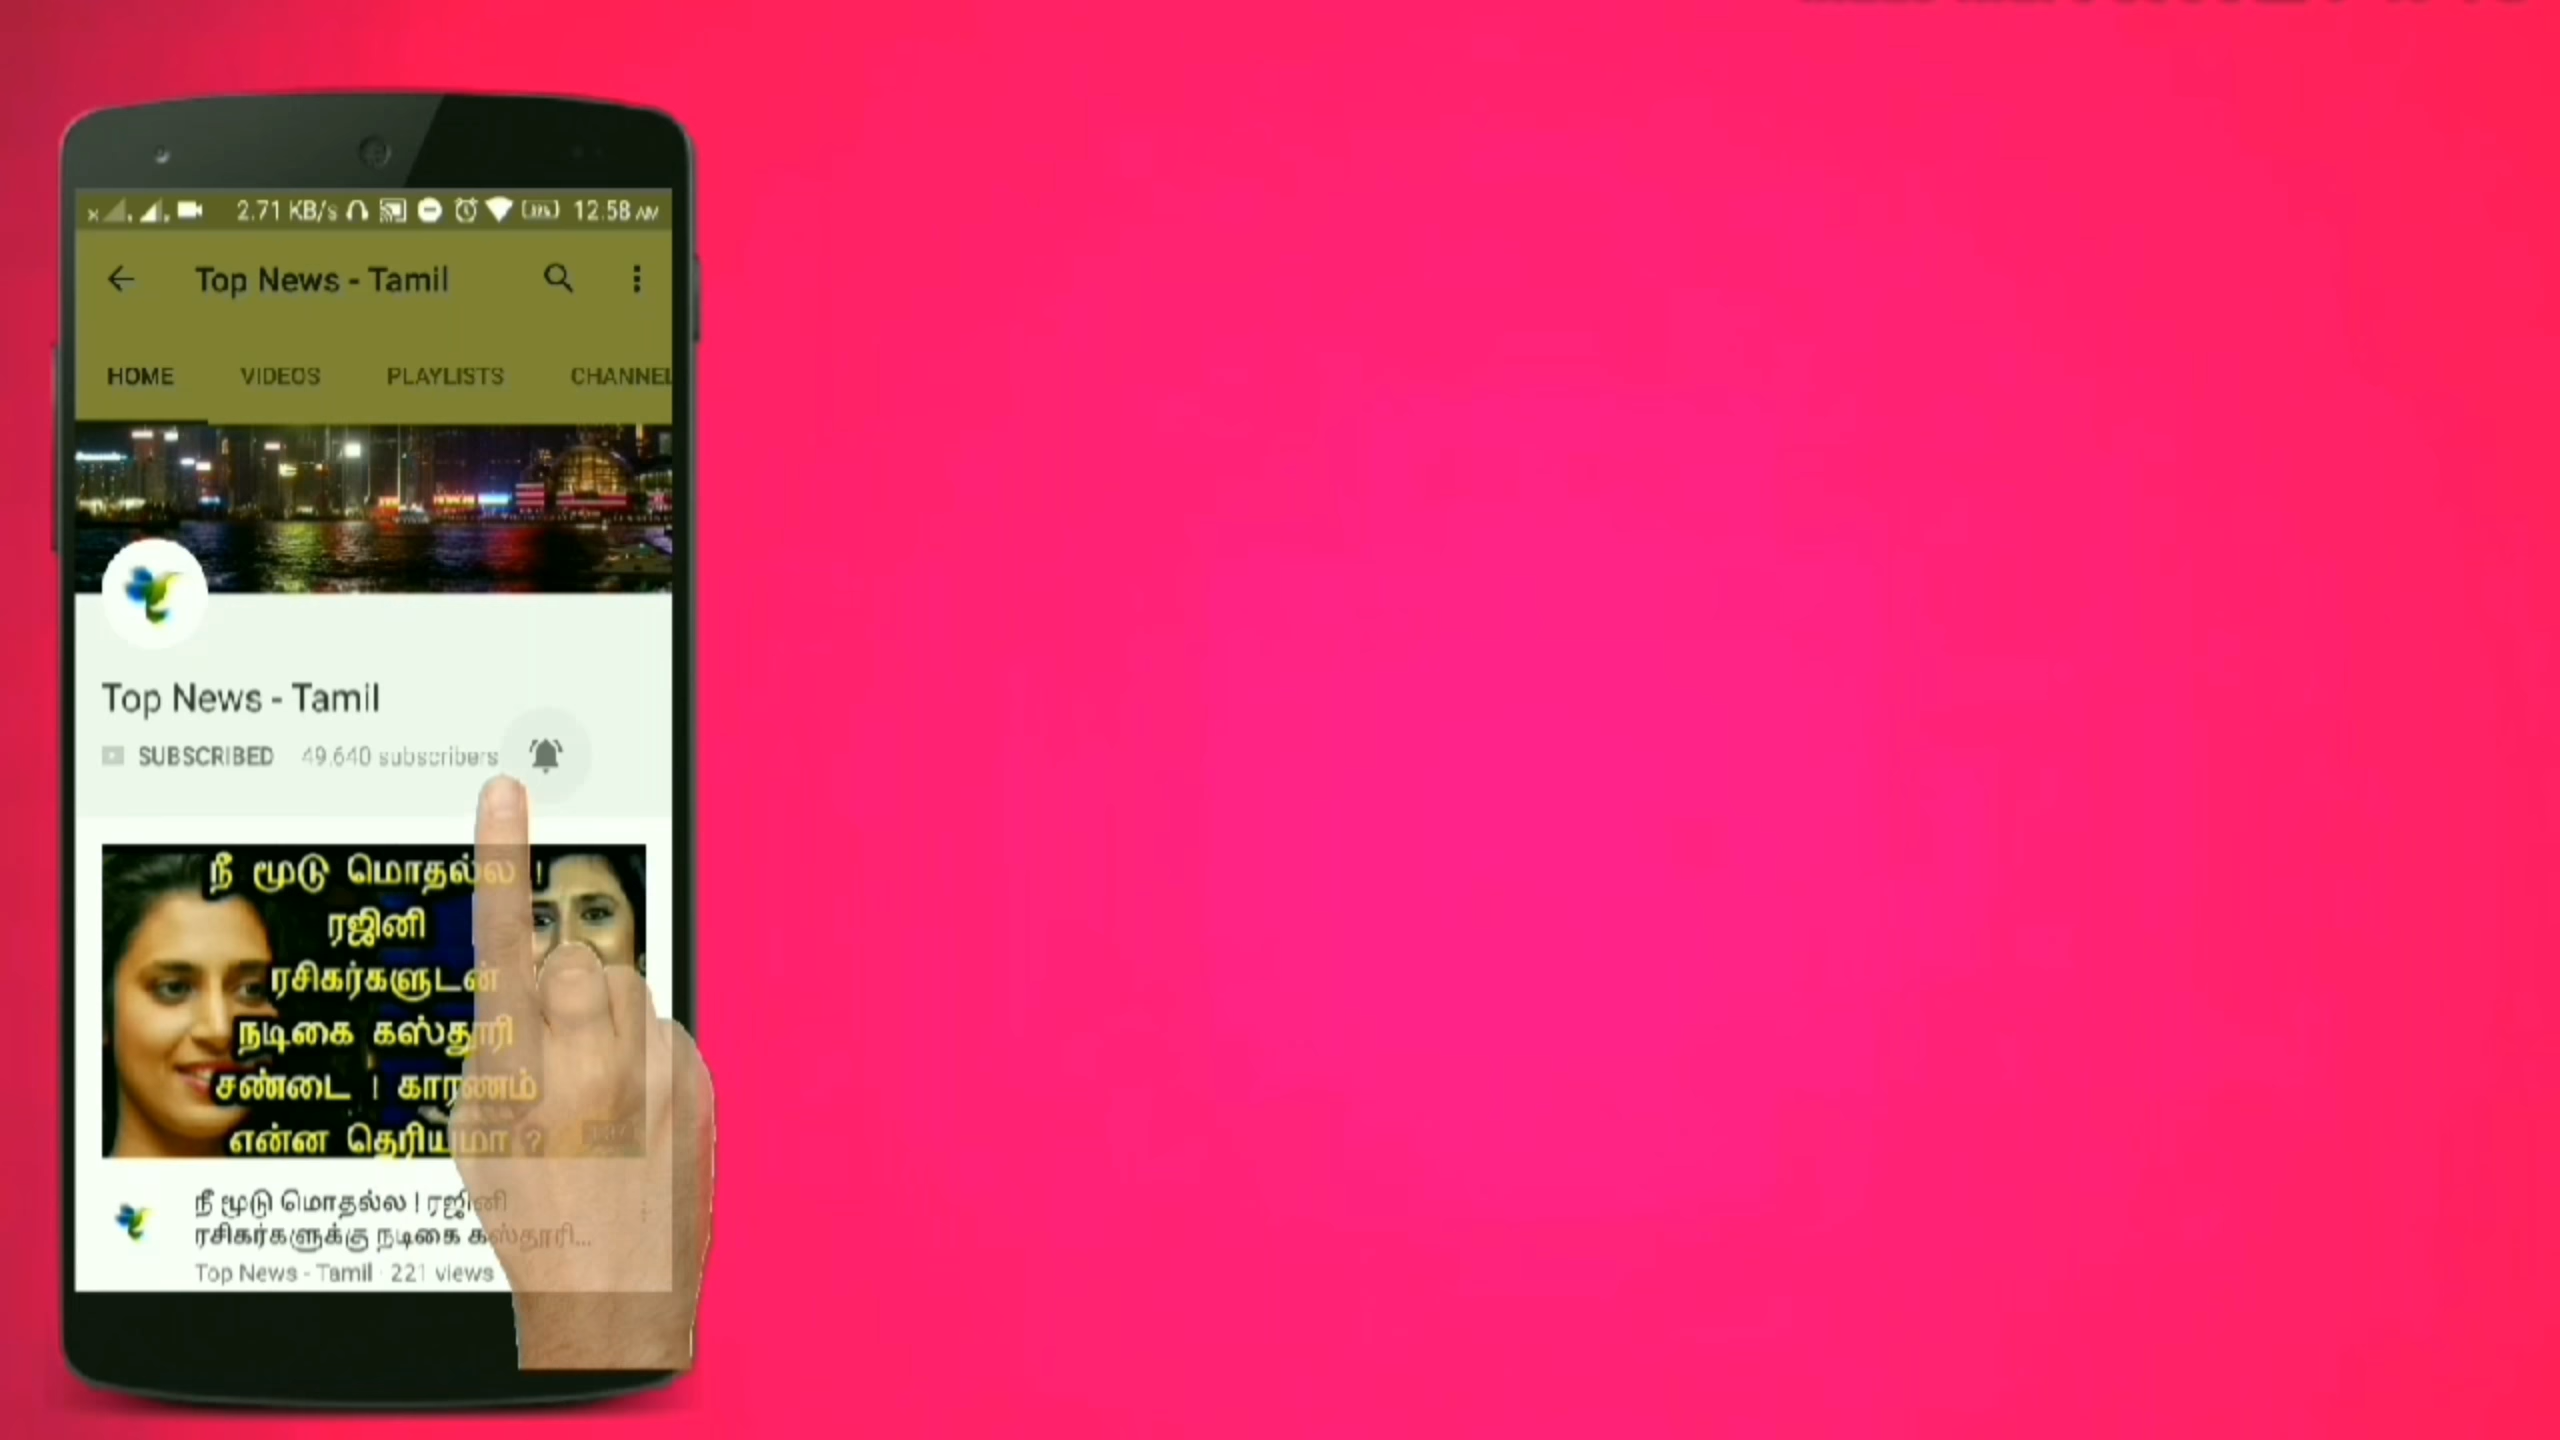 2.71 KB/s 12.58 AM
Top News - Tamil
HOME VIDEOS PLAYLISTS CHANNEL
Top News - Tamil
SUBSCRIBED 49,640 subscribers
நீ மூடு மொதல்ல !
ரஜினி
ரசிகர்களுடன்
நடிகை கஸ்தூரி
சண்டை ! காரணம்
என்ன தெரியுமா ?
நீ மூடு மொதல்ல ! ரஜினி
ரசிகர்களுக்கு நடிகை கஸ்தூரி...
Top News - Tamil · 221 views